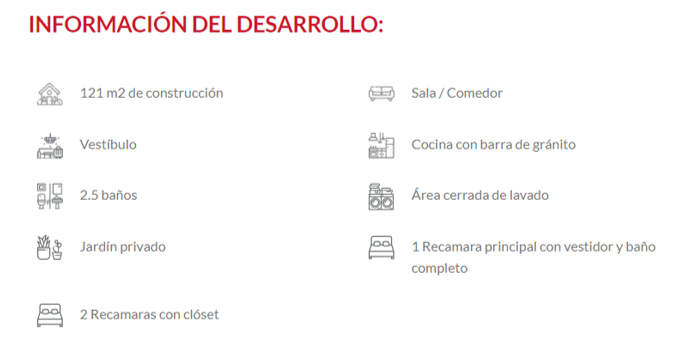 INFORMACIÓN DEL DESARROLLO:
121 m2 de construcción
Sala / Comedor
Vestíbulo
Cocina con barra de gránito
2.5 baños
Área cerrada de lavado
Jardín privado
1 Recamara principal con vestidor y baño
completo
2 Recamaras con clóset